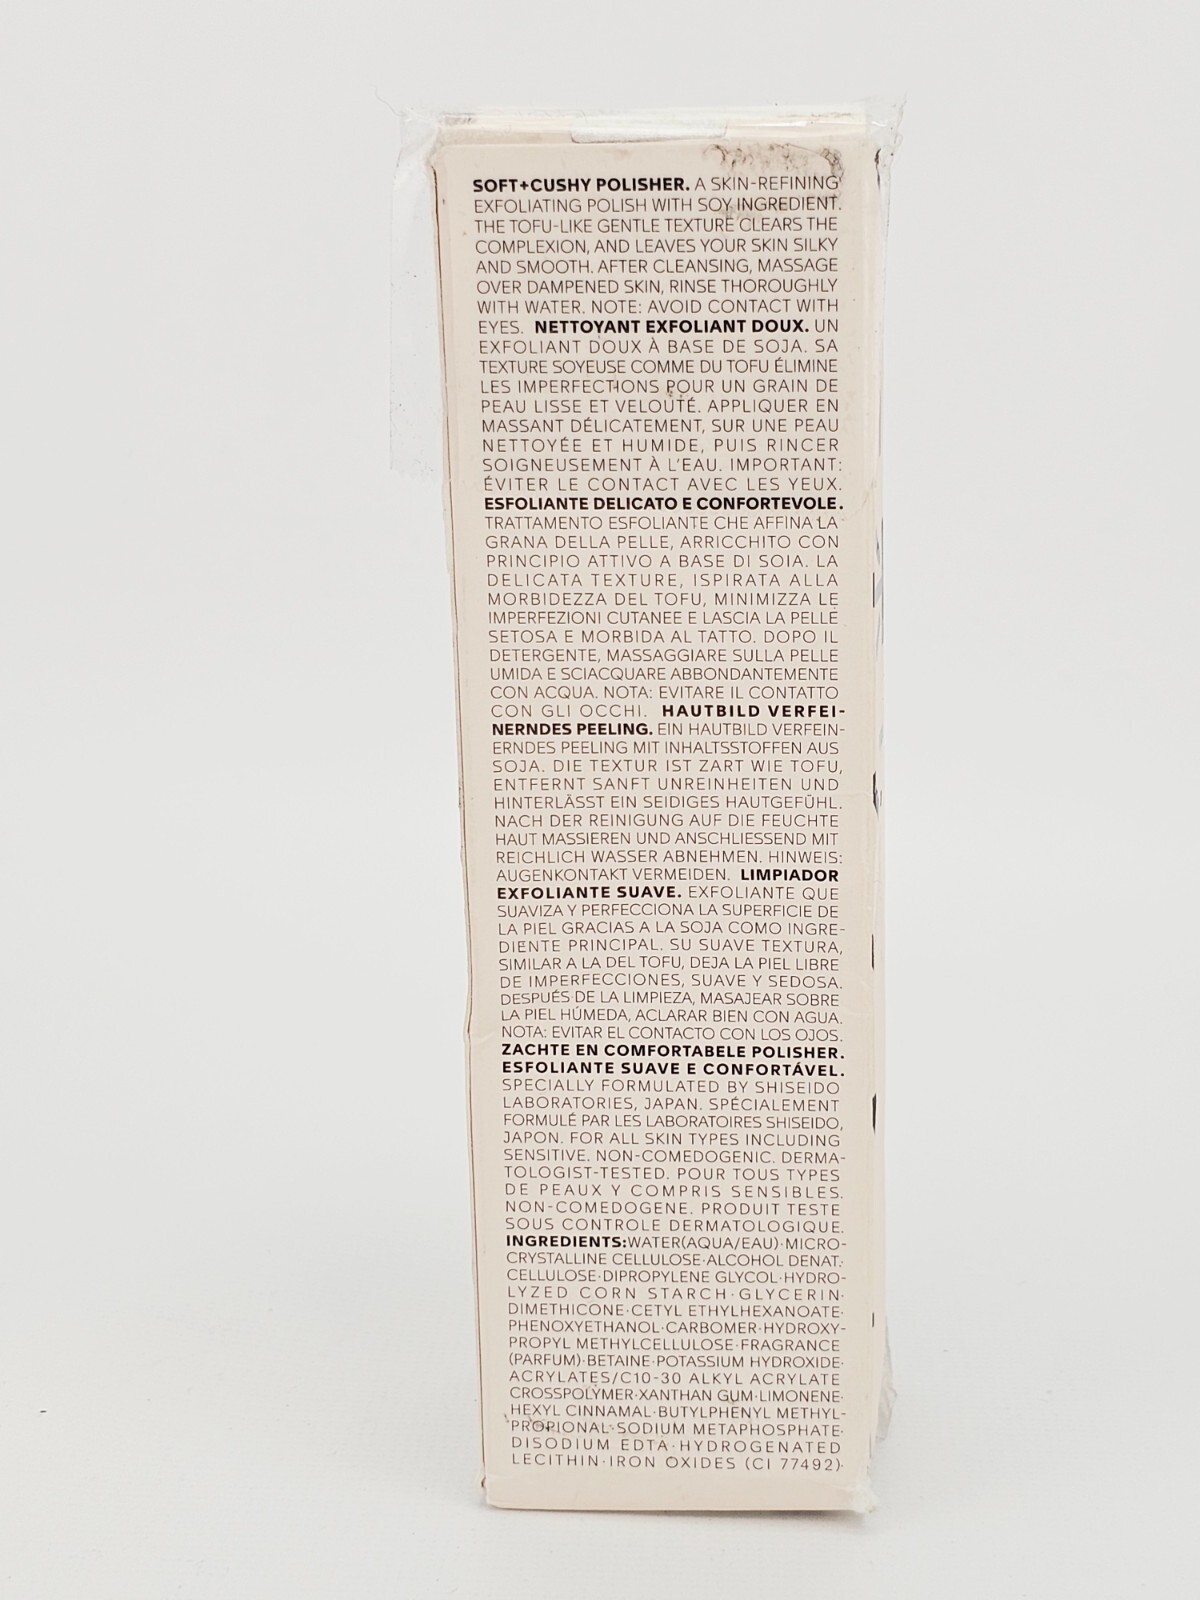 SOFT+CUSHY POLISHER. A SKIN-REFINING
EXFOLIATING POLISH WITH SOY INGREDIENT.
THE TOFU-LIKE GENTLE TEXTURE CLEARS THE
COMPLEXION, AND LEAVES YOUR SKIN SILKY
AND SMOOTH. AFTER CLEANSING, MASSAGE
OVER DAMPENED SKIN, RINSE THOROUGHLY
WITH WATER. NOTE: AVOID CONTACT WITH
EYES. NETTOYANT EXFOLIANT DOUX. UN
EXFOLIANT DOUX À BASE DE SOJA. SA
TEXTURE SOYEUSE COMME DU TOFU ÉLIMINE
LES IMPERFECTIONS POUR UN GRAIN DE
PEAU LISSE ET VELOUTÉ. APPLIQUER EN
MASSANT DÉLICATEMENT, SUR UNE PEAU
NETTOYÉE ET HUMIDE, PUIS RINCER
SOIGNEUSEMENT À L'EAU. IMPORTANT:
ÉVITER LE CONTACT AVEC LES YEUX.
ESFOLIANTE DELICATO E CONFORTEVOLE.
TRATTAMENTO ESFOLIANTE CHE AFFINA LA
GRANA DELLA PELLE, ARRICCHITO CON
PRINCIPIO ATTIVO A BASE DI SOIA. LA
DELICATA TEXTURE, ISPIRATA ALLA
MORBIDEZZA DEL TOFU, MINIMIZZA LE
IMPERFEZIONI CUTANEE E LASCIA LA PELLE
SETOSA E MORBIDA AL TATTO. DOPO IL
DETERGENTE, MASSAGGIARE SULLA PELLE
UMIDA E SCIACQUARE ABBONDANTEMENTE
CON ACQUA. NOTA: EVITARE IL CONTATTO
CON GLI OCCHI. HAUTBILD VERFEI-
NERNDES PEELING. EIN HAUTBILD VERFEIN-
ERNDES PEELING MIT INHALTSSTOFFEN AUS
SOJA. DIE TEXTUR IST ZART WIE TOFU,
ENTFERNT SANFT UNREINHEITEN UND
HINTERLÄSST EIN SEIDIGES HAUTGEFÜHL.
NACH DER REINIGUNG AUF DIE FEUCHTE
HAUT MASSIEREN UND ANSCHLIESSEND MIT
REICHLICH WASSER ABNEHMEN. HINWEIS:
AUGENKONTAKT VERMEIDEN. LIMPIADOR
EXFOLIANTE SUAVE. EXFOLIANTE QUE
SUAVIZA Y PERFECCIONA LA SUPERFICIE DE
LA PIEL GRACIAS A LA SOJA COMO INGRE-
DIENTE PRINCIPAL. SU SUAVE TEXTURA,
SIMILAR A LA DEL TOFU, DEJA LA PIEL LIBRE
DE IMPERFECCIONES, SUAVE Y SEDOSA.
DESPUÉS DE LA LIMPIEZA, MASAJEAR SOBRE
LA PIEL HÚMEDA, ACLARAR BIEN CON AGUA.
NOTA: EVITAR EL CONTACTO CON LOS OJOS.
ZACHTE EN COMFORTABELE POLISHER.
ESFOLIANTE SUAVE E CONFORTÁVEL.
SPECIALLY FORMULATED BY SHISEIDO
LABORATORIES, JAPAN. SPÉCIALEMENT
FORMULÉ PAR LES LABORATOIRES SHISEIDO,
JAPON. FOR ALL SKIN TYPES INCLUDING
SENSITIVE. NON-COMEDOGENIC. DERMA-
TOLOGIST-TESTED. POUR TOUS TYPES
DE PEAUX Y COMPRIS SENSIBLES.
NON-COMEDOGENE. PRODUIT TESTE
SOUS CONTROLE DERMATOLOGIQUE.
INGREDIENTS:WATER(AQUA/EAU)·MICRO-
CRYSTALLINE CELLULOSE·ALCOHOL DENAT.·
CELLULOSE·DIPROPYLENE GLYCOL·HYDRO-
LYZED CORN STARCH·GLYCERIN·
DIMETHICONE·CETYL ETHYLHEXANOATE·
PHENOXYETHANOL·CARBOMER·HYDROXY-
PROPYL METHYLCELLULOSE·FRAGRANCE
(PARFUM)·BETAINE·POTASSIUM HYDROXIDE·
ACRYLATES/C10-30 ALKYL ACRYLATE
CROSSPOLYMER·XANTHAN GUM·LIMONENE·
HEXYL CINNAMAL·BUTYLPHENYL METHYL-
PROPIONAL·SODIUM METAPHOSPHATE·
DISODIUM EDTA·HYDROGENATED
LECITHIN·IRON OXIDES (CI 77492)·